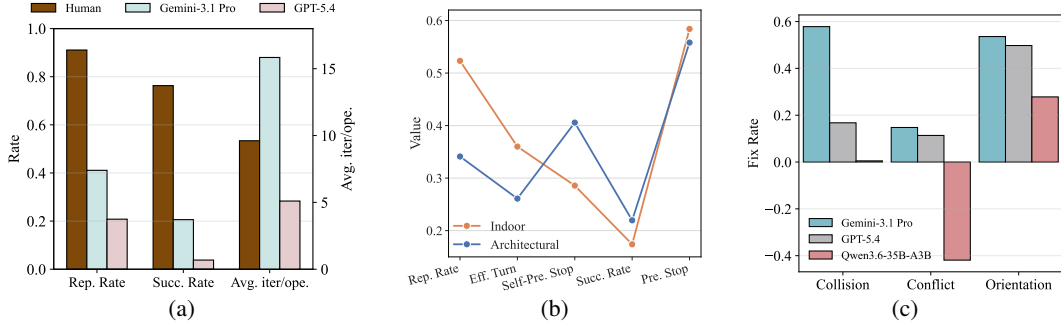 Human Gemini-3.1 Pro GPT-5.4
1.0
0.8
0.6
0.4
0.2
0.0
Rate
15
10
5
0
Avg. iter/ope.
Rep. Rate Succ. Rate Avg. iter/ope.
(a)
0.6
0.5
0.4
0.3
0.2
Value
Indoor
Architectural
Rep. Rate Eff. Turn Self-Pre. Stop Succ. Rate Pre. Stop
(b)
0.6
0.4
0.2
0.0
−0.2
−0.4
Fix Rate
Gemini-3.1 Pro
GPT-5.4
Qwen3.6-35B-A3B
Collision Conflict Orientation
(c)